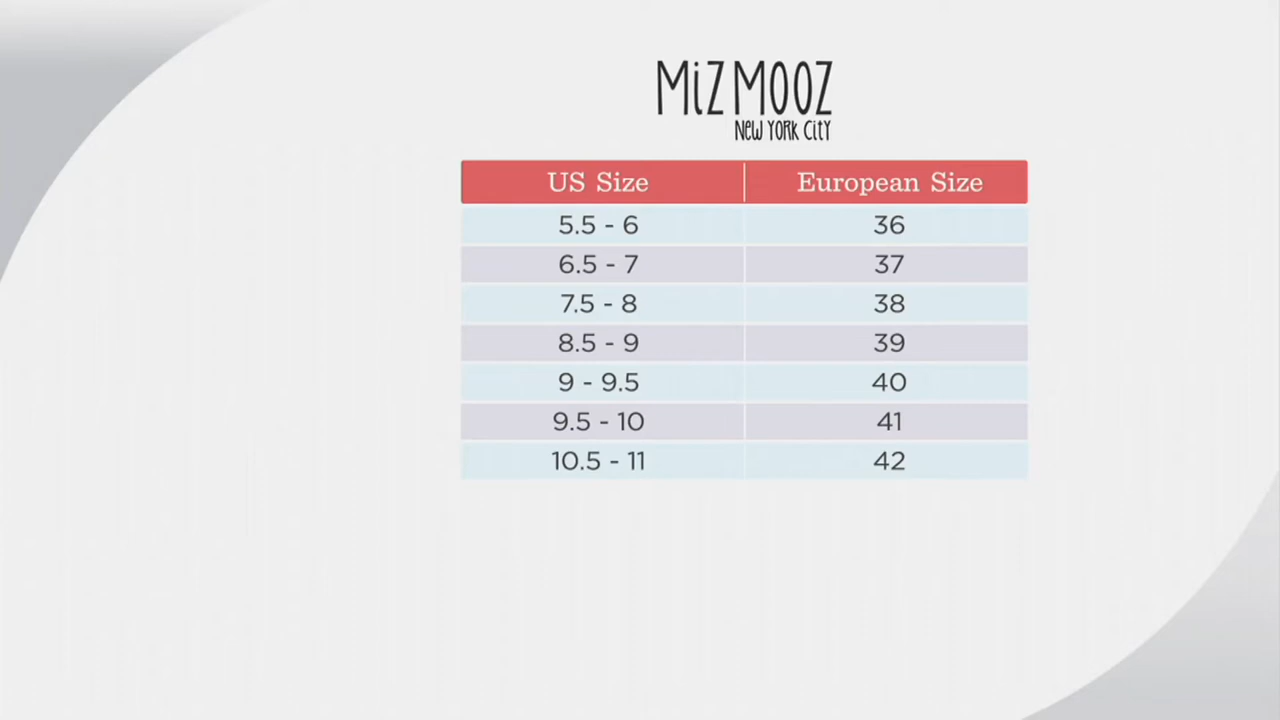 MiZ MOOZ
NEW YORK CiTY
US Size European Size
5.5 - 6 36
6.5 - 7 37
7.5 - 8 38
8.5 - 9 39
9 - 9.5 40
9.5 - 10 41
10.5 - 11 42